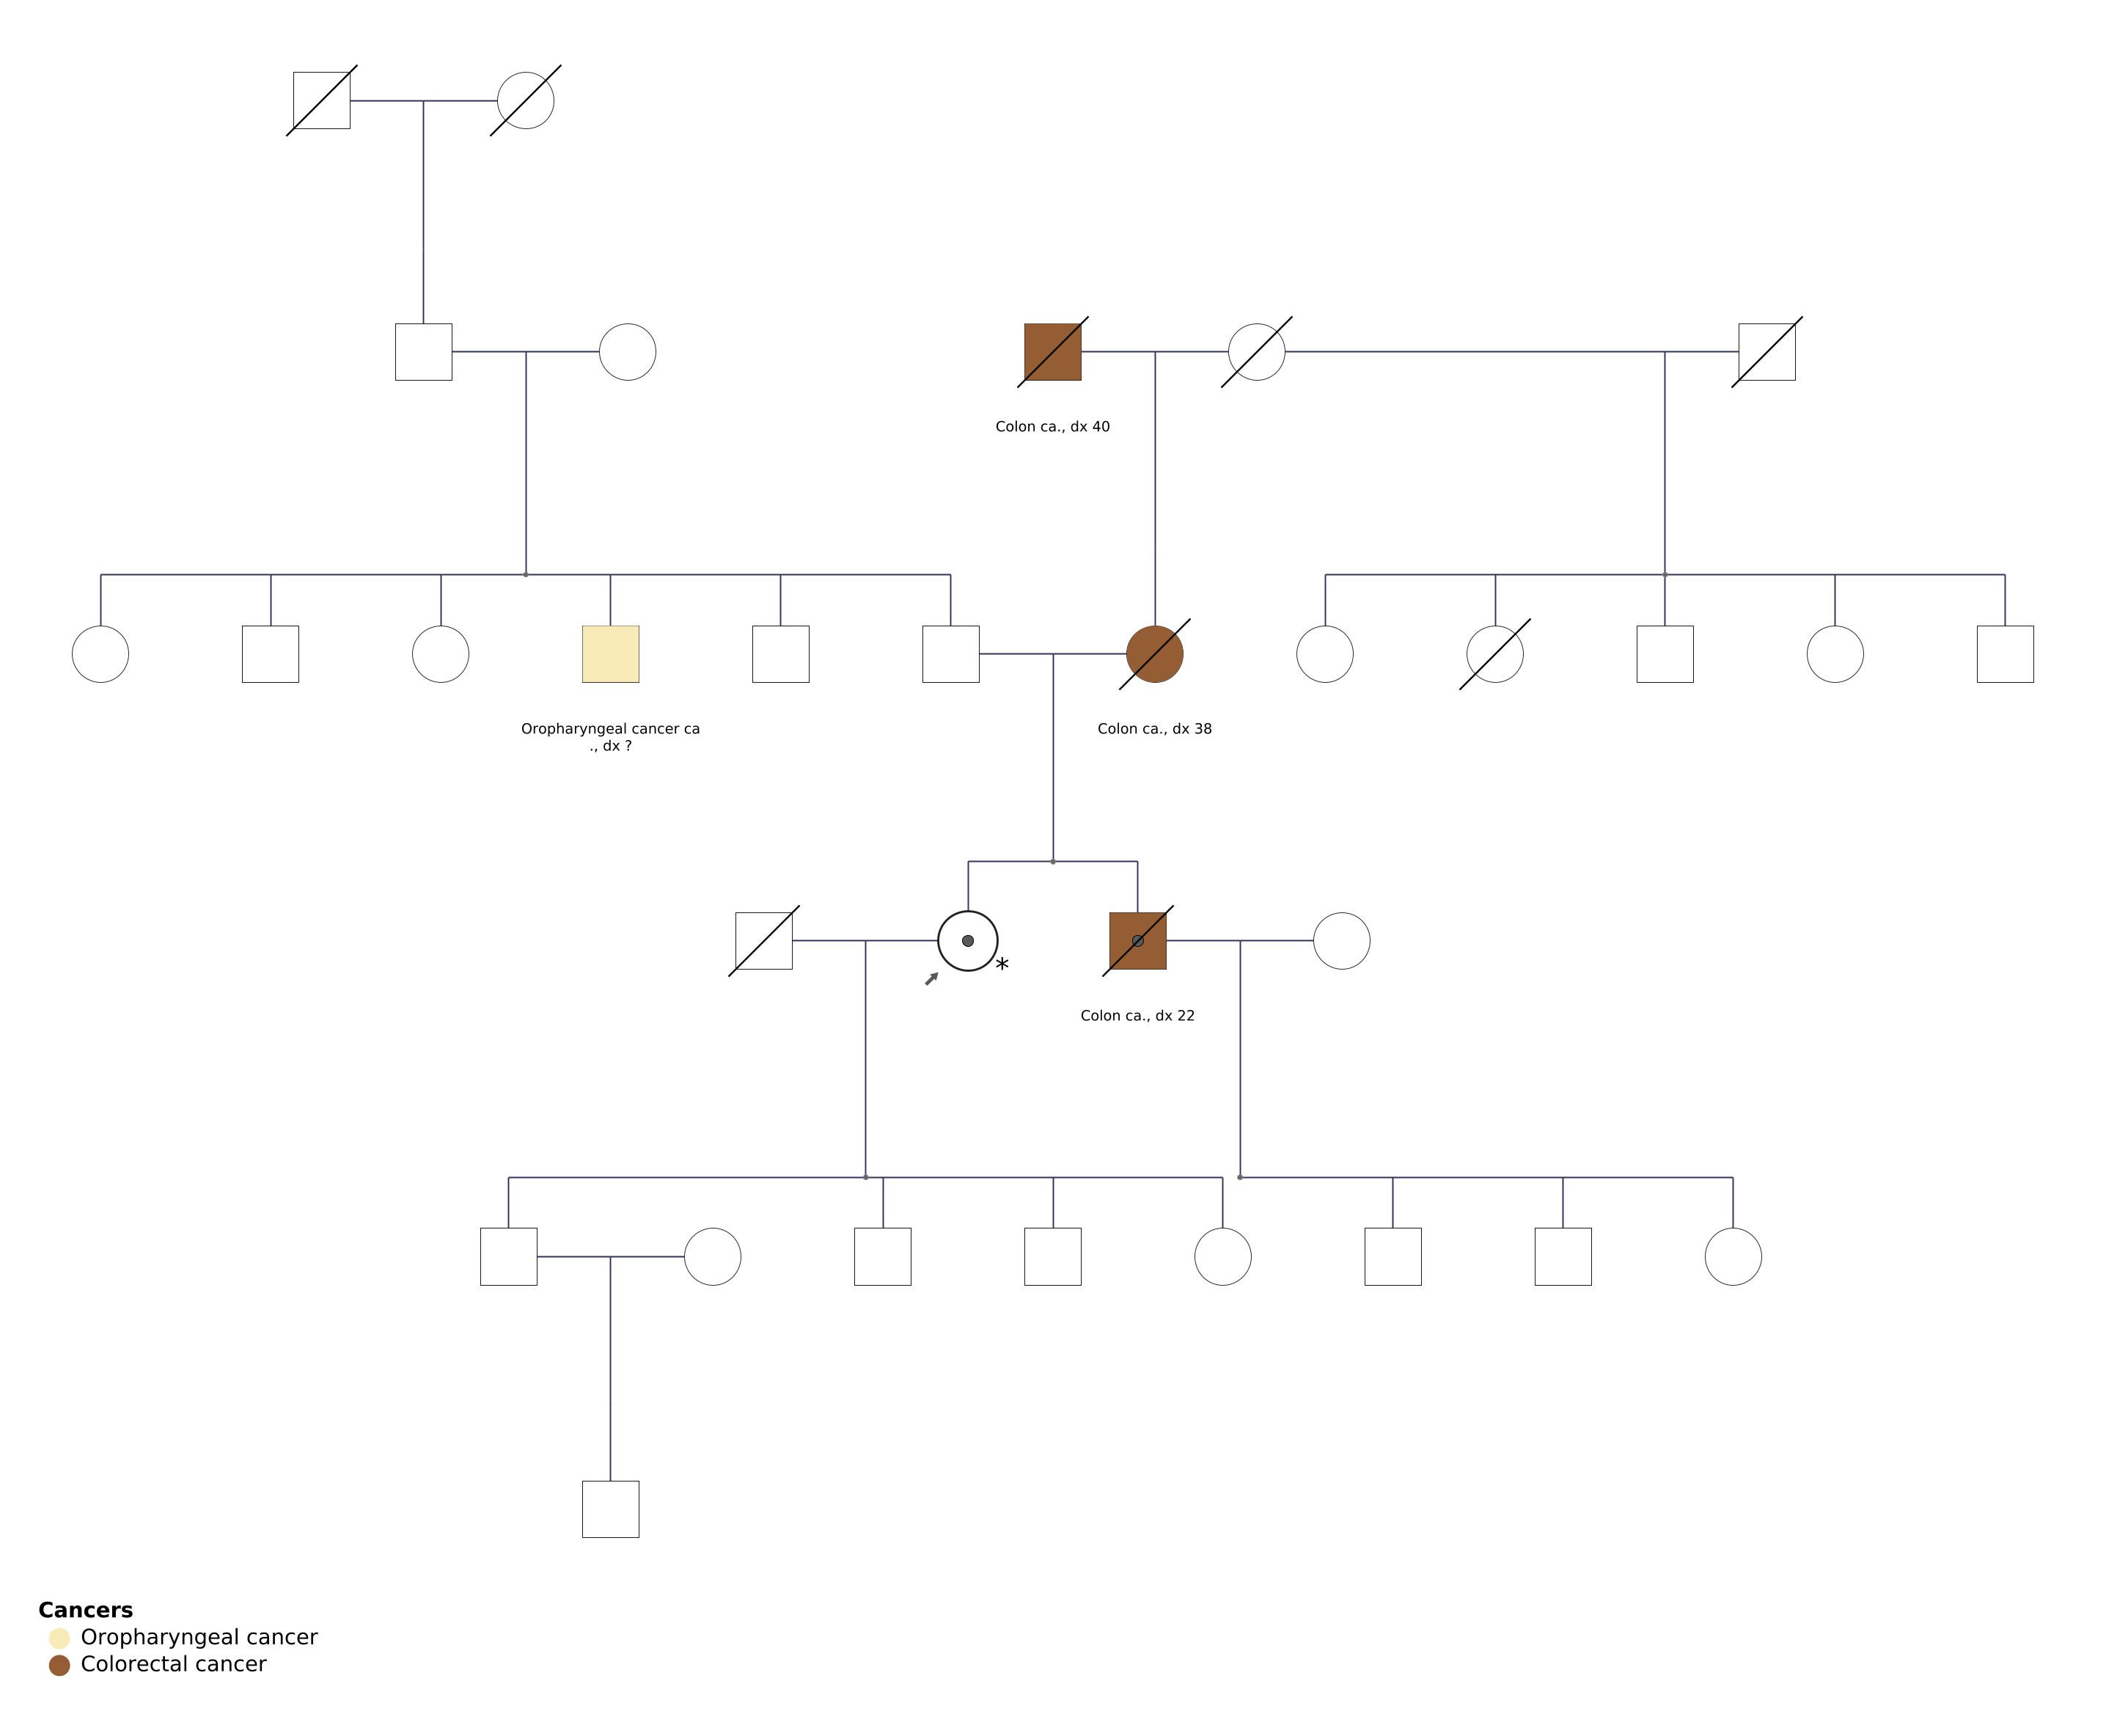 Colon ca., dx 40
Oropharyngeal cancer ca
., dx ?
Colon ca., dx 38
*
Colon ca., dx 22
Cancers
Oropharyngeal cancer
Colorectal cancer